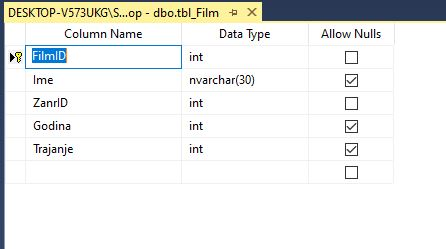 DESKTOP-V573UKG\S...op - dbo.tbl_Film
Column Name Data Type Allow Nulls
FilmID int
Ime nvarchar(30)
ZanrID int
Godina int
Trajanje int